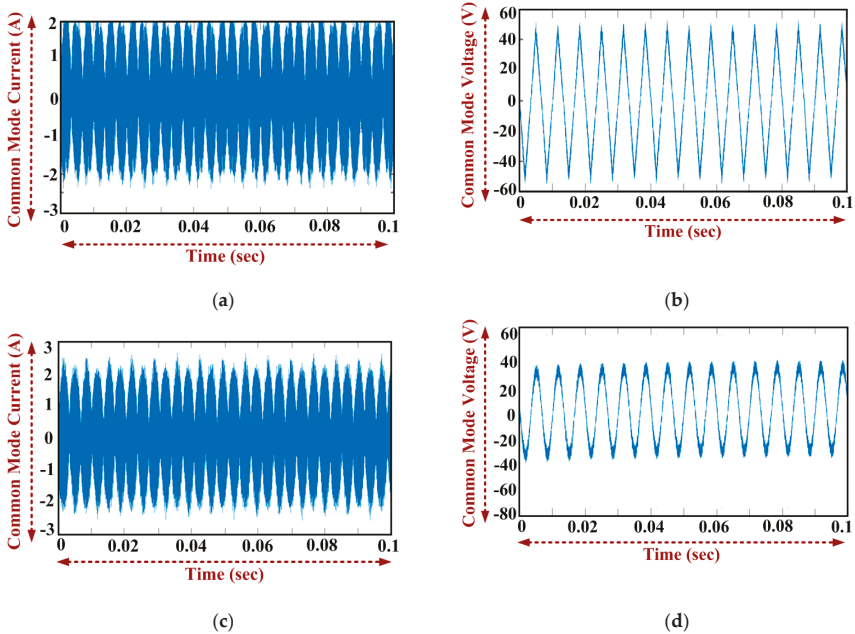 Common Mode Current (A)
2
1
0
-1
-2
-3
0 0.02 0.04 0.06 0.08 0.1
Time (sec)
(a)
Common Mode Voltage (V)
60
40
20
0
-20
-40
-60
0 0.02 0.04 0.06 0.08 0.1
Time (sec)
(b)
Common Mode Current (A)
3
2
1
0
-1
-2
-3
0 0.02 0.04 0.06 0.08 0.1
Time (sec)
(c)
Common Mode Voltage (V)
60
40
20
0
-20
-40
-60
-80
0 0.02 0.04 0.06 0.08 0.1
Time (sec)
(d)